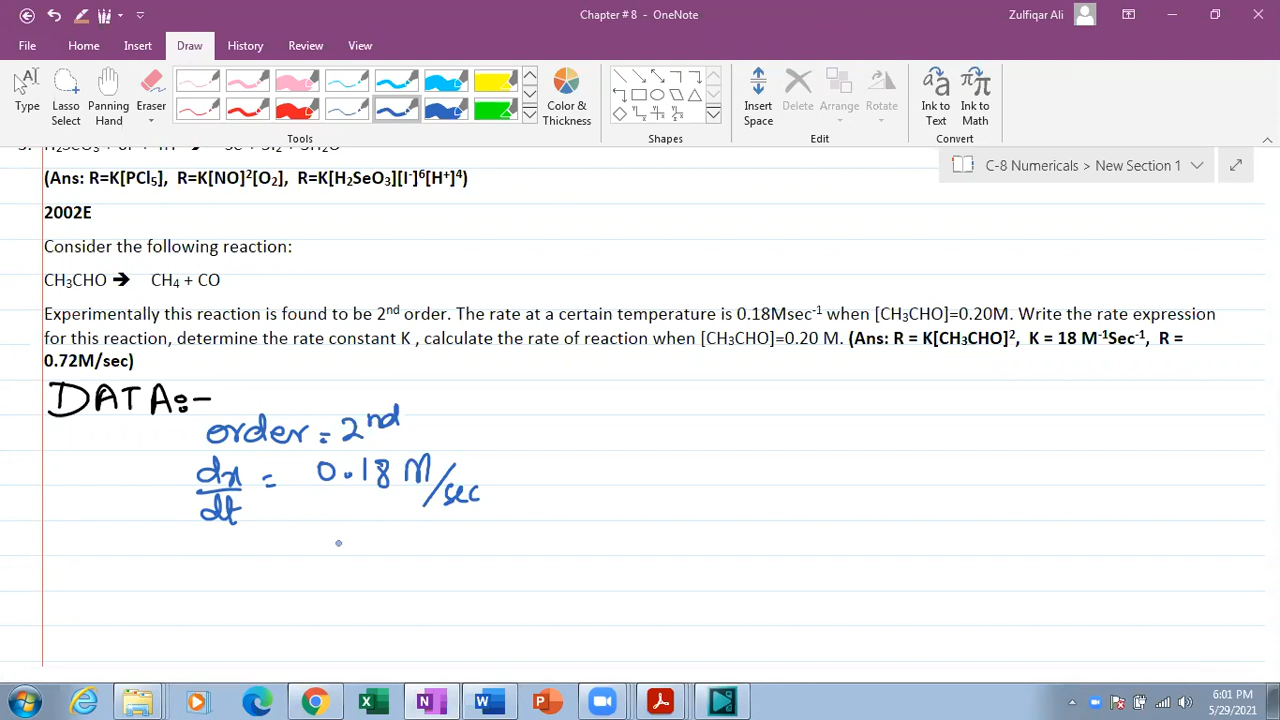 Chapter # 8 - OneNote
Zulfiqar Ali
File Home Insert Draw History Review View
Type
Lasso Select
Panning Hand
Eraser
Color & Thickness
Insert Space
Delete
Arrange
Rotate
Ink to Text
Ink to Math
Tools
Shapes
Edit
Convert
C-8 Numericals > New Section 1
(Ans: R=K[PCl₅], R=K[NO]²[O₂], R=K[H₂SeO₃][I⁻]⁶[H⁺]⁴)
2002E
Consider the following reaction:
CH₃CHO ➔ CH₄ + CO
Experimentally this reaction is found to be 2ⁿᵈ order. The rate at a certain temperature is 0.18Msec⁻¹ when [CH₃CHO]=0.20M. Write the rate expression
for this reaction, determine the rate constant K , calculate the rate of reaction when [CH₃CHO]=0.20 M. (Ans: R = K[CH₃CHO]², K = 18 M⁻¹Sec⁻¹, R =
0.72M/sec)
DATA:-
order = 2nd
dx/dt = 0.18 M/sec
6:01 PM
5/29/2021